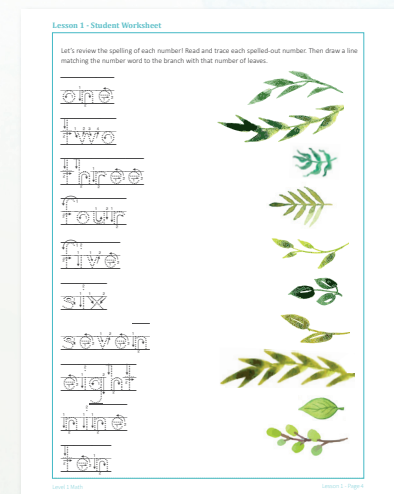 Lesson 1 - Student Worksheet
Let's review the spelling of each number! Read and trace each spelled-out number. Then draw a line
matching the number word to the branch with that number of leaves.
one
two
three
four
five
six
seven
eight
nine
ten
Level 1 Math
Lesson 1 - Page 4